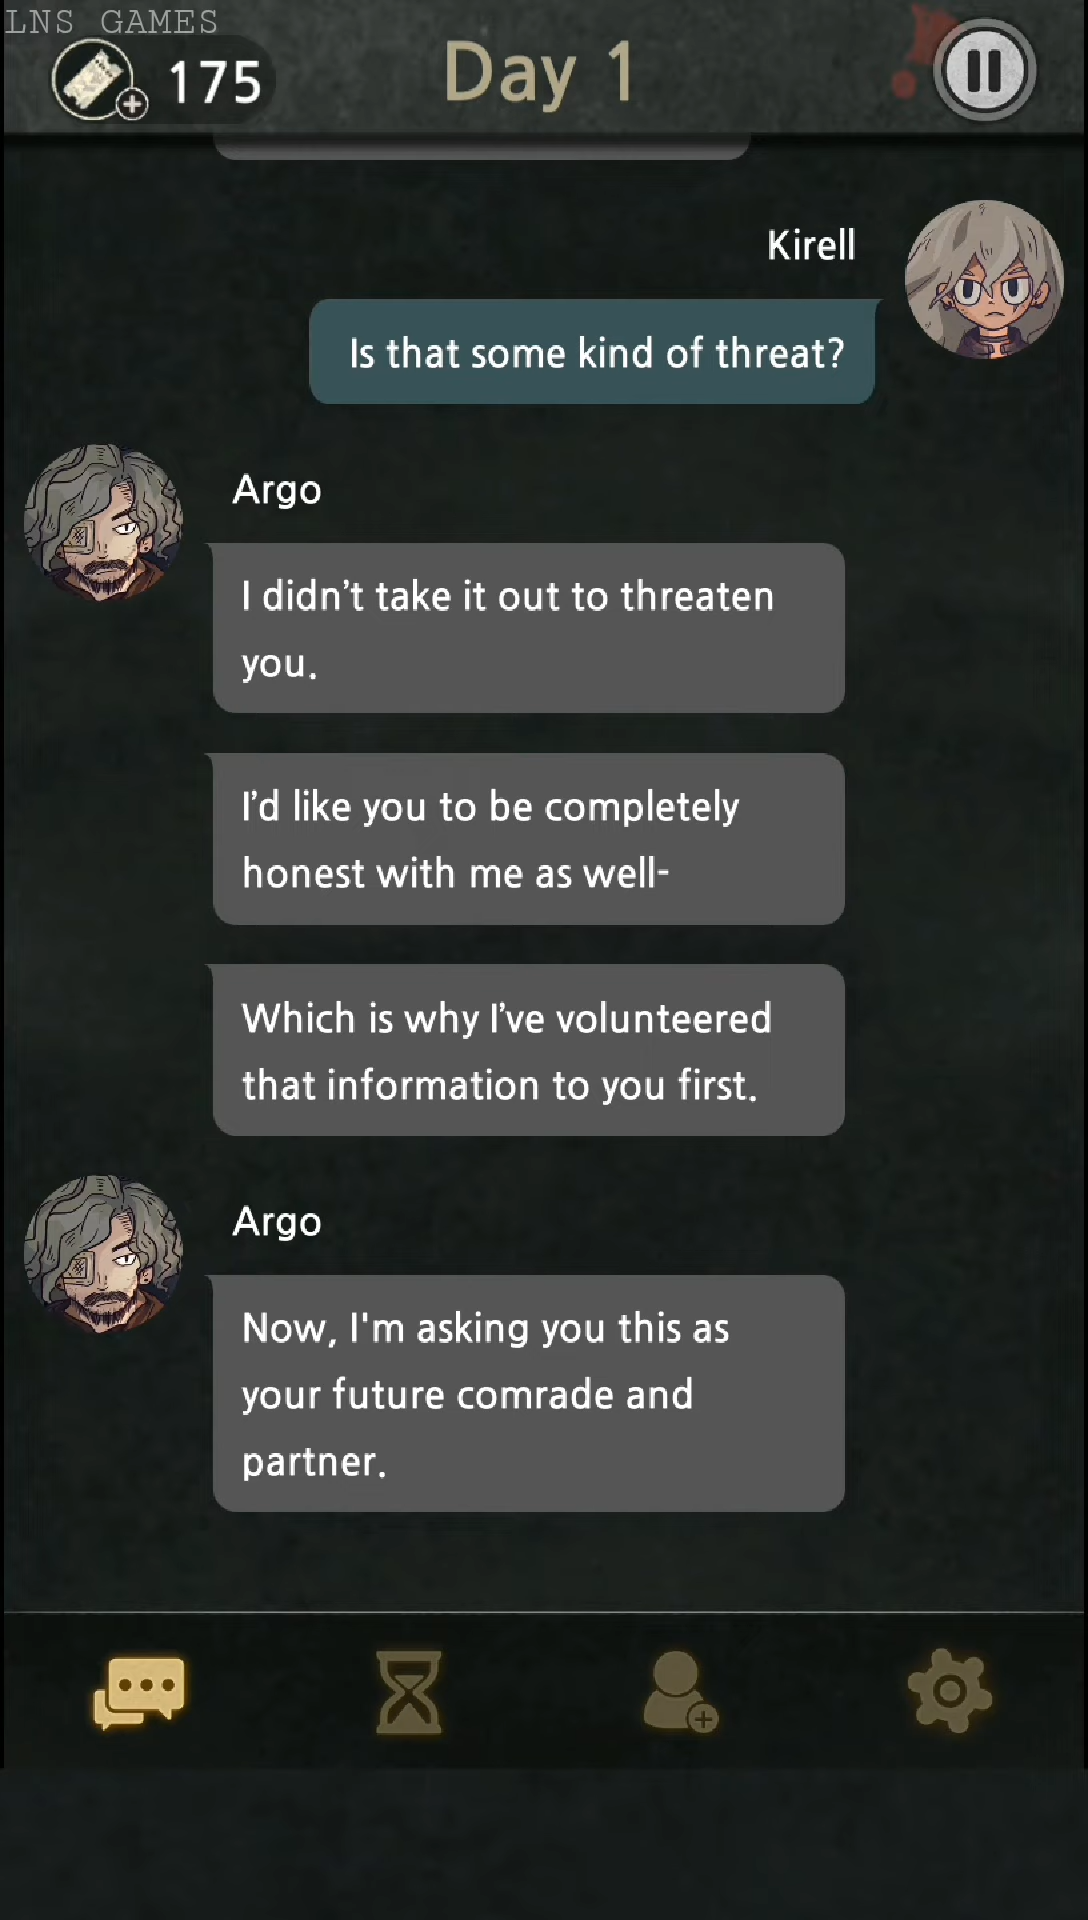 LNS GAMES
175
Day 1
Kirell
Is that some kind of threat?
Argo
I didn’t take it out to threaten
you.
I’d like you to be completely
honest with me as well-
Which is why I’ve volunteered
that information to you first.
Argo
Now, I'm asking you this as
your future comrade and
partner.